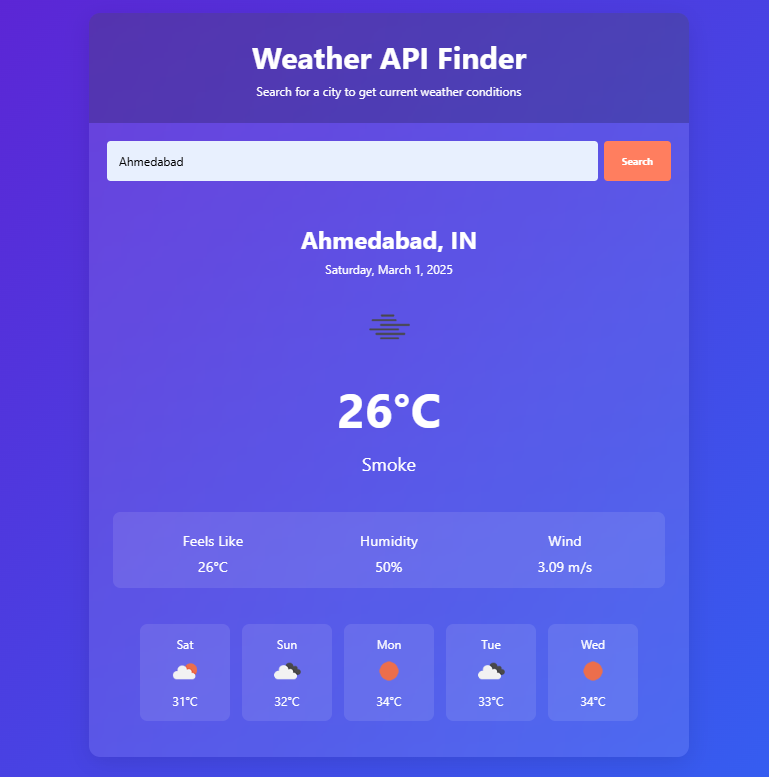 Weather API Finder
Search for a city to get current weather conditions
Ahmedabad Search
Ahmedabad, IN
Saturday, March 1, 2025
26°C
Smoke
Feels Like Humidity Wind
26°C 50% 3.09 m/s
Sat Sun Mon Tue Wed
31°C 32°C 34°C 33°C 34°C